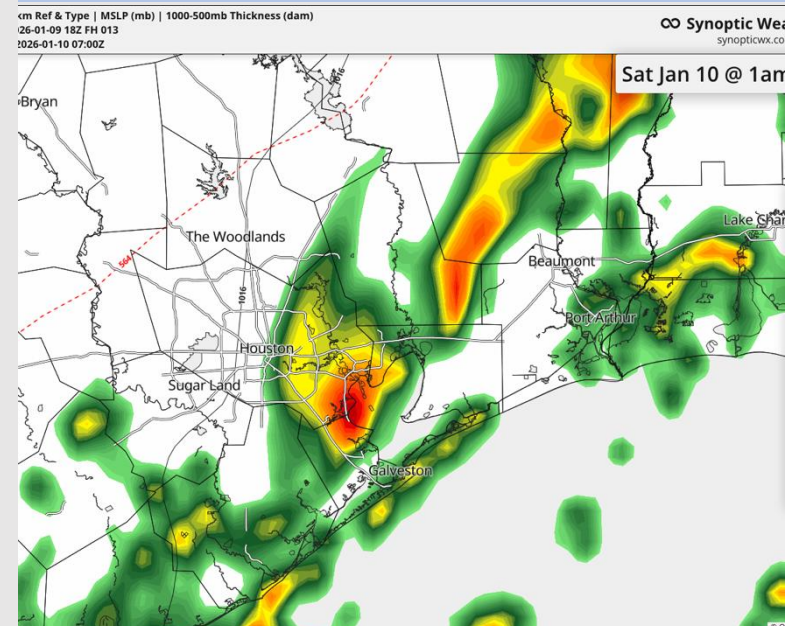 km Ref & Type | MSLP (mb) | 1000-500mb Thickness (dam)
26-01-09 18Z FH 013
2026-01-10 07:00Z
Synoptic Wea
synopticwx.co
Sat Jan 10 @ 1am
Bryan
1016
Lake Char
The Woodlands
564
Beaumont
1016
Port Arthur
Houston
Sugar Land
Galveston